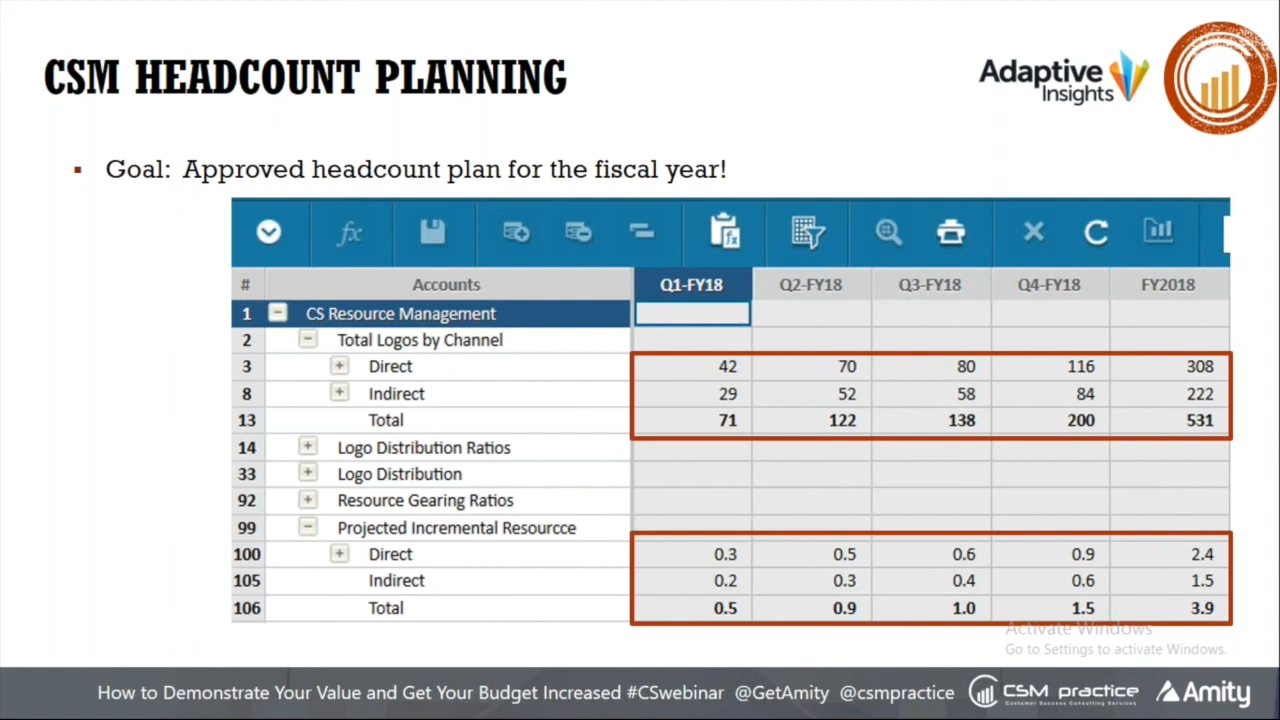 CSM HEADCOUNT PLANNING
Adaptive
Insights
▪ Goal: Approved headcount plan for the fiscal year!
fx
fx
# Accounts Q1-FY18 Q2-FY18 Q3-FY18 Q4-FY18 FY2018
1 CS Resource Management
2 Total Logos by Channel
3 Direct 42 70 80 116 308
8 Indirect 29 52 58 84 222
13 Total 71 122 138 200 531
14 Logo Distribution Ratios
33 Logo Distribution
92 Resource Gearing Ratios
99 Projected Incremental Resourcce
100 Direct 0.3 0.5 0.6 0.9 2.4
105 Indirect 0.2 0.3 0.4 0.6 1.5
106 Total 0.5 0.9 1.0 1.5 3.9
Activate Windows
Go to Settings to activate Windows.
How to Demonstrate Your Value and Get Your Budget Increased #CSwebinar @GetAmity @csmpractice CSM practice Amity
Customer Success Consulting Services